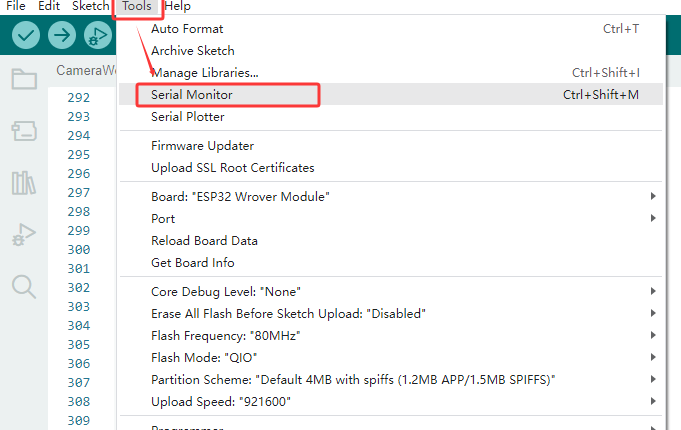 File Edit Sketch Tools Help
Auto Format Ctrl+T
Archive Sketch
CameraWe
Manage Libraries... Ctrl+Shift+I
Serial Monitor Ctrl+Shift+M
Serial Plotter
Firmware Updater
Upload SSL Root Certificates
Board: "ESP32 Wrover Module"
Port
Reload Board Data
Get Board Info
Core Debug Level: "None"
Erase All Flash Before Sketch Upload: "Disabled"
Flash Frequency: "80MHz"
Flash Mode: "QIO"
Partition Scheme: "Default 4MB with spiffs (1.2MB APP/1.5MB SPIFFS)"
Upload Speed: "921600"
Programmer
292
293
294
295
296
297
298
299
300
301
302
303
304
305
306
307
308
309